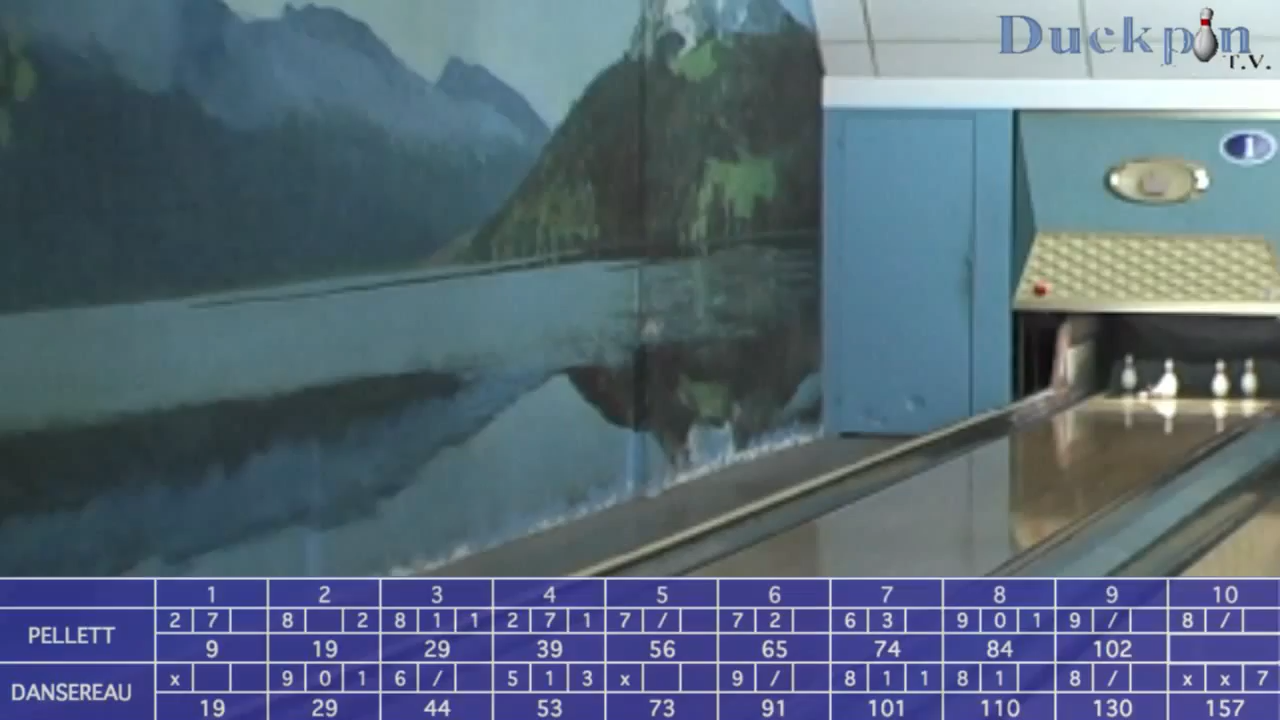 Duckpin
T.V.
1
1 2 3 4 5 6 7 8 9 10
PELLETT 2 7 8 2 8 1 1 2 7 1 7 / 7 2 6 3 9 0 1 9 / 8 /
9 19 29 39 56 65 74 84 102
DANSEREAU x 9 0 1 6 / 5 1 3 x 9 / 8 1 1 8 1 8 / x x 7
19 29 44 53 73 91 101 110 130 157